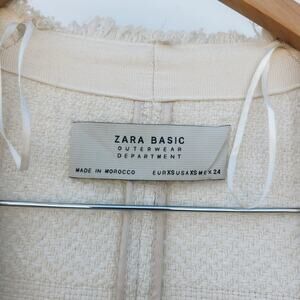 ZARA BASIC
OUTERWEAR
DEPARTMENT
MADE IN MOROCCO EUR XS USA XS MEX 24